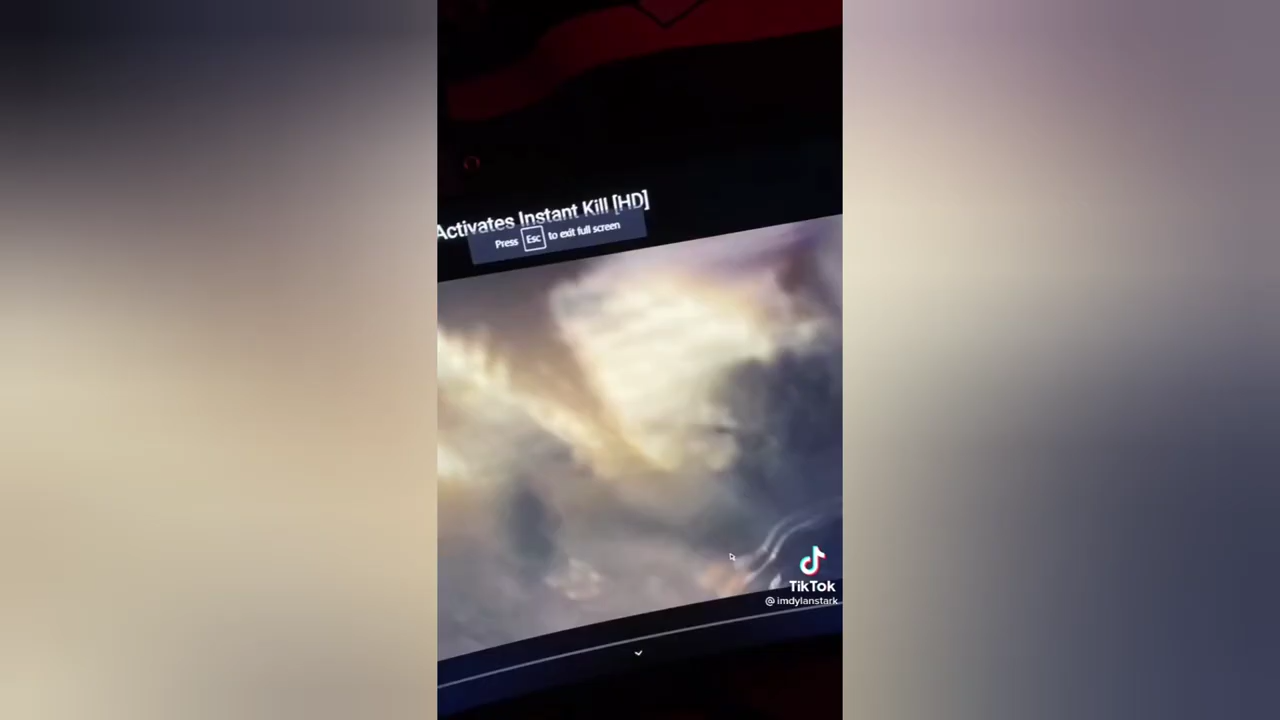 Activates Instant Kill [HD]
Press Esc to exit full screen
TikTok
@imdylanstark